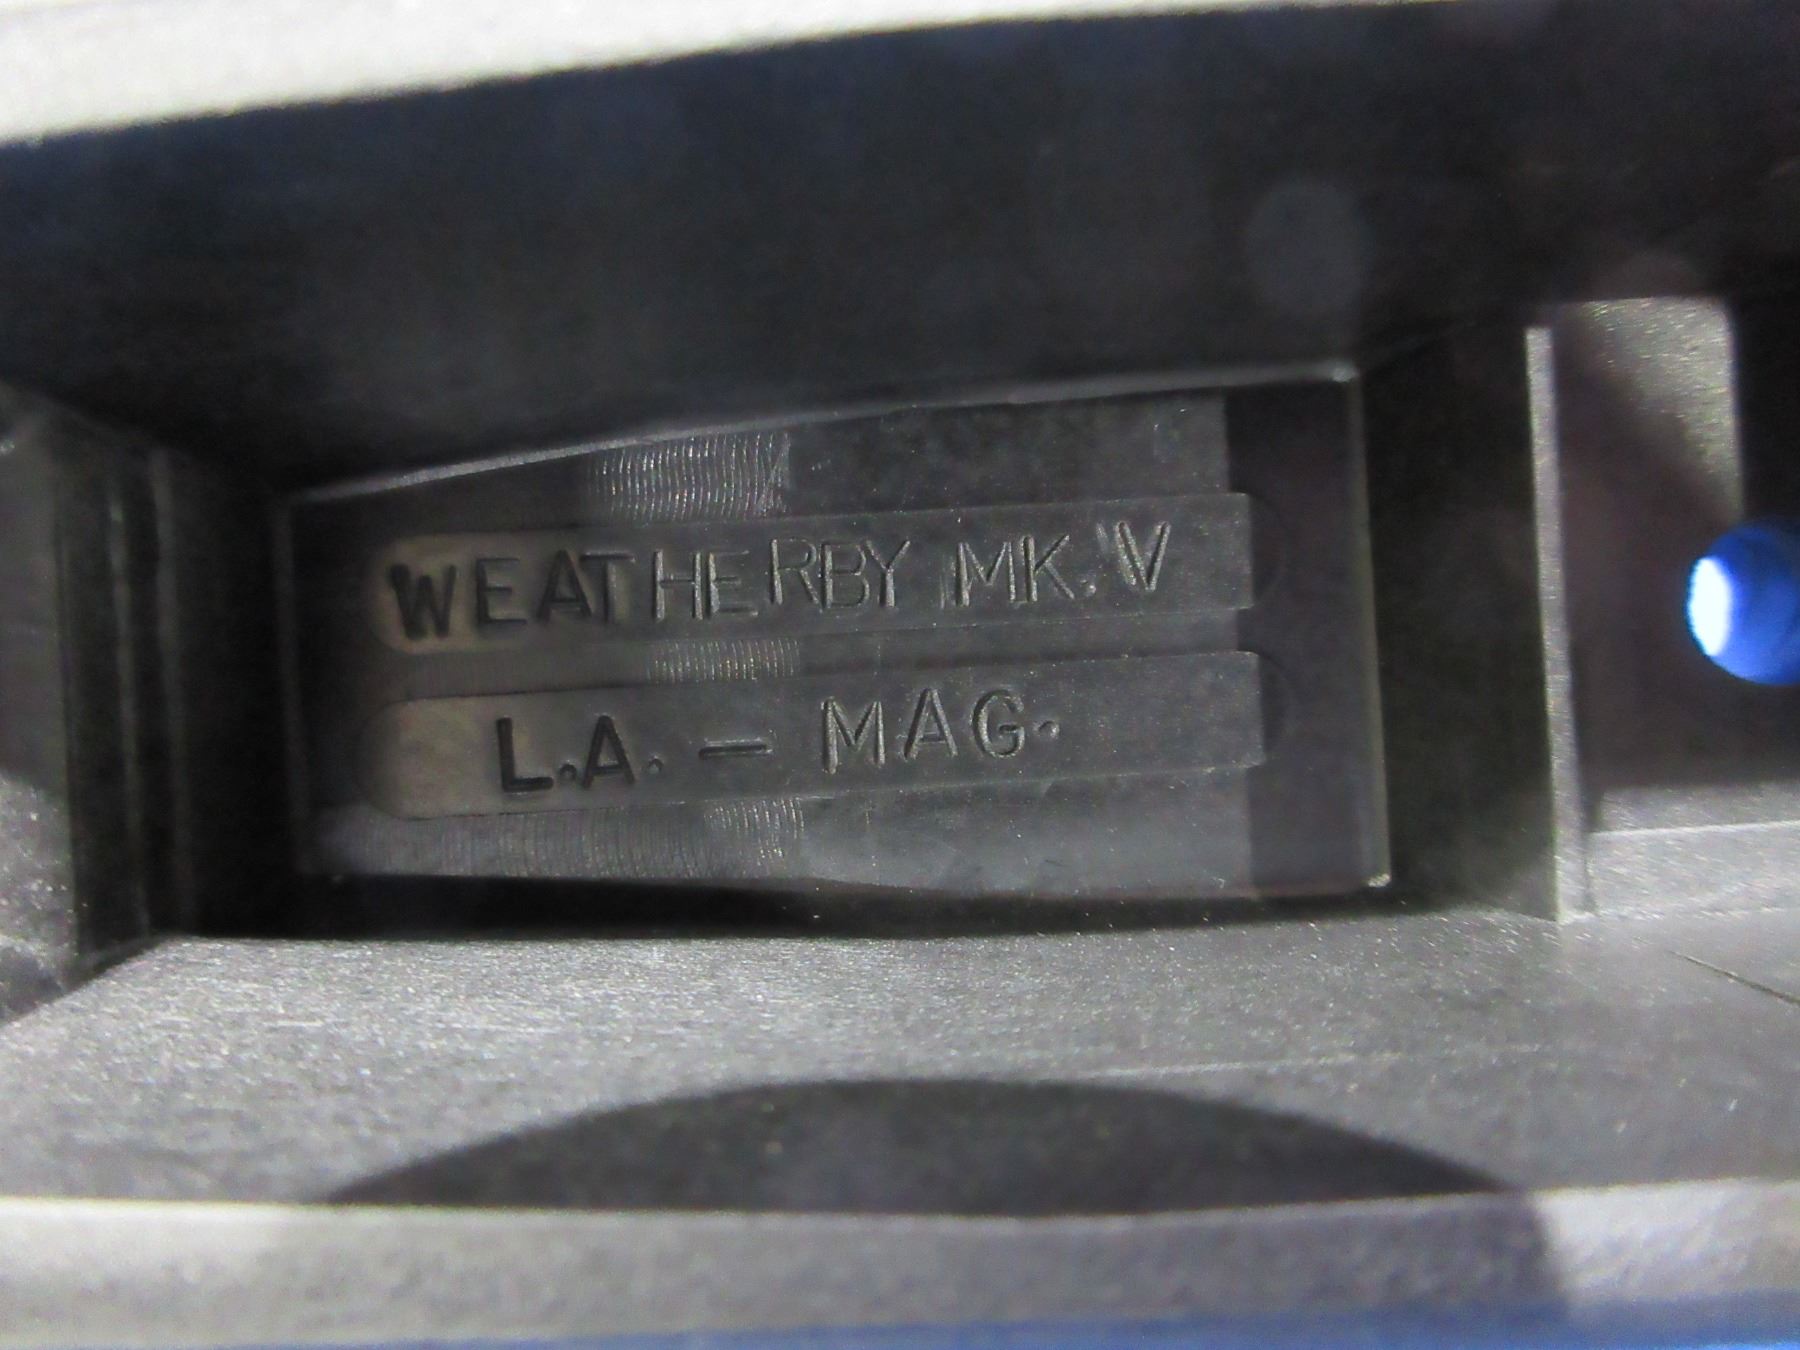 WEATHERBY MK. V
L.A. - MAG.